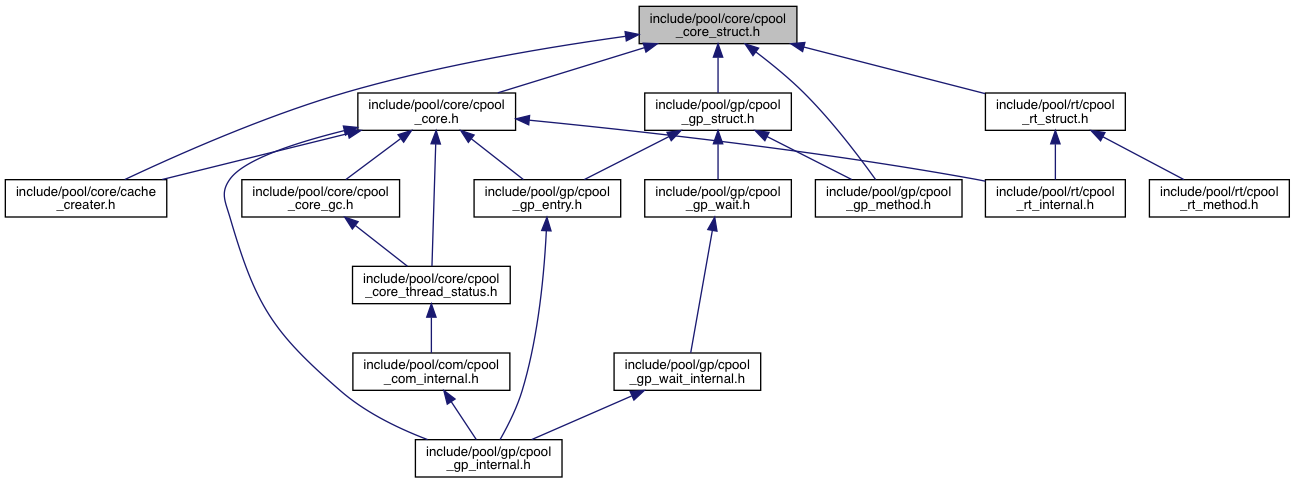 include/pool/core/cpool
_core_struct.h
include/pool/core/cpool
_core.h
include/pool/gp/cpool
_gp_struct.h
include/pool/rt/cpool
_rt_struct.h
include/pool/core/cache
_creater.h
include/pool/core/cpool
_core_gc.h
include/pool/gp/cpool
_gp_entry.h
include/pool/gp/cpool
_gp_wait.h
include/pool/gp/cpool
_gp_method.h
include/pool/rt/cpool
_rt_internal.h
include/pool/rt/cpool
_rt_method.h
include/pool/core/cpool
_core_thread_status.h
include/pool/com/cpool
_com_internal.h
include/pool/gp/cpool
_gp_wait_internal.h
include/pool/gp/cpool
_gp_internal.h